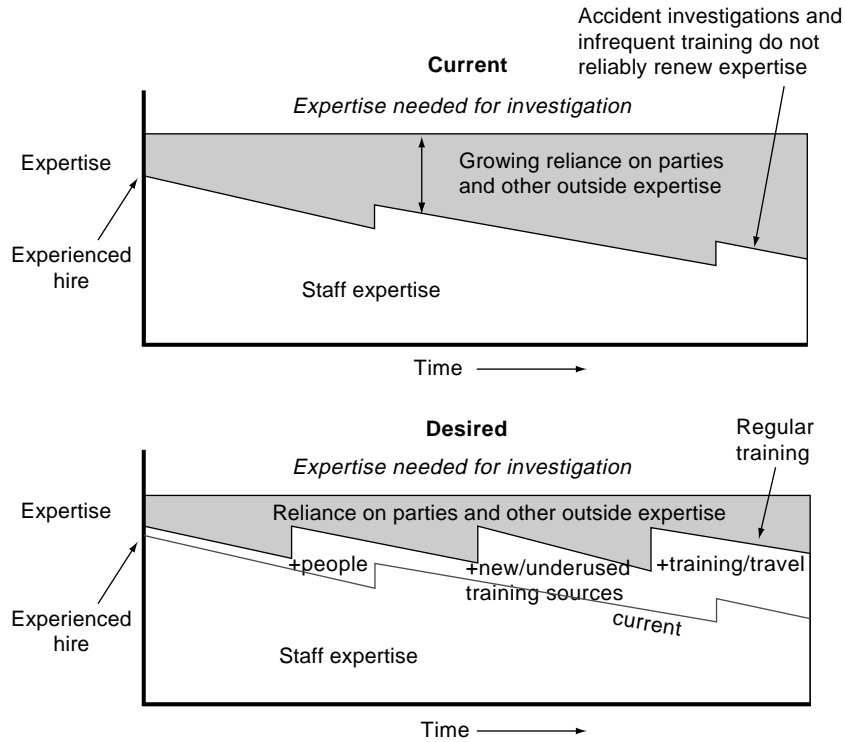 Accident investigations and
infrequent training do not
reliably renew expertise
Current
Expertise needed for investigation
Expertise
Growing reliance on parties
and other outside expertise
Experienced
hire
Staff expertise
Time
Desired
Regular
training
Expertise needed for investigation
Expertise
Reliance on parties and other outside expertise
+people
+new/underused
training sources
+training/travel
Experienced
hire
current
Staff expertise
Time